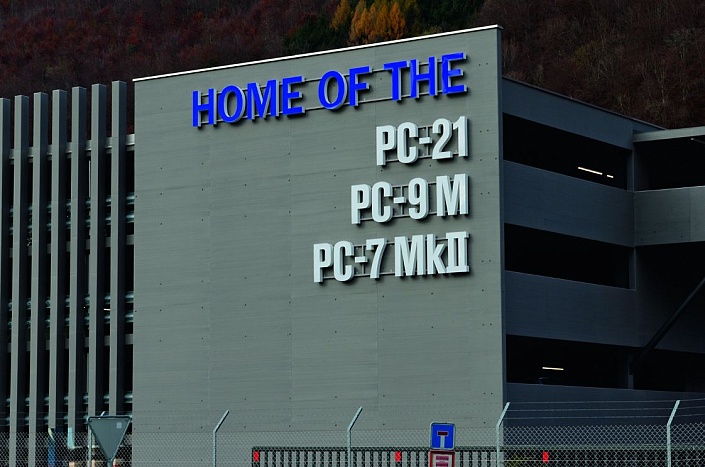 HOME OF THE
PC-21
PC-9 M
PC-7 MkII